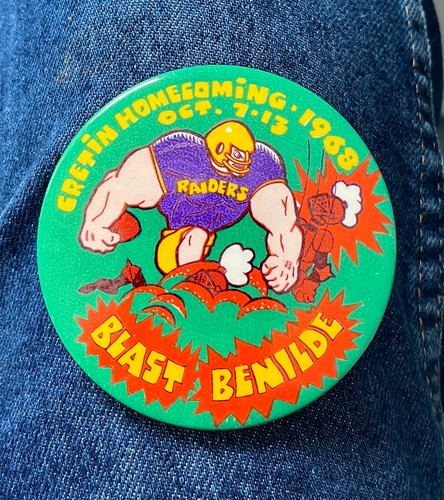 CRETIN HOMECOMING · 1968
OCT. 7-13
RAIDERS
BLAST BENILDE